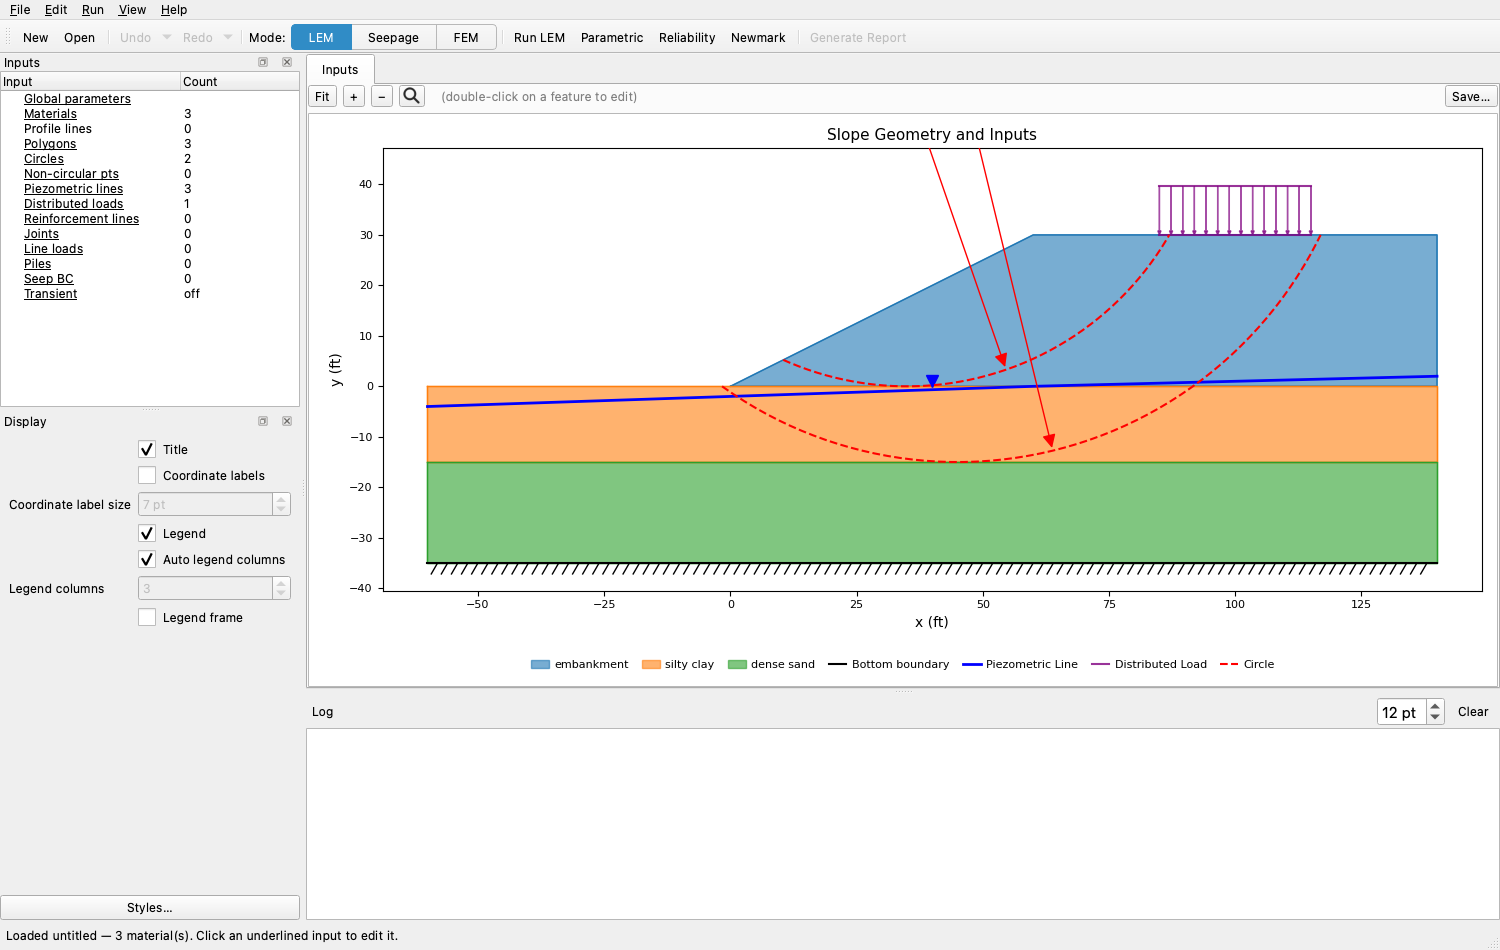 File Edit Run View Help
New Open Undo Redo Mode: LEM Seepage FEM Run LEM Parametric Reliability Newmark Generate Report
Inputs
Input Count
Global parameters
Materials 3
Profile lines 0
Polygons 3
Circles 2
Non-circular pts 0
Piezometric lines 3
Distributed loads 1
Reinforcement lines 0
Joints 0
Line loads 0
Piles 0
Seep BC 0
Transient off
Display
Title
Coordinate labels
Coordinate label size 7 pt
Legend
Auto legend columns
Legend columns 3
Legend frame
Styles...
Inputs
Fit + − (double-click on a feature to edit) Save...
Slope Geometry and Inputs
40
30
20
10
0
−10
−20
−30
−40
y (ft)
−50 −25 0 25 50 75 100 125
x (ft)
embankment silty clay dense sand Bottom boundary Piezometric Line Distributed Load Circle
Log 12 pt Clear
Loaded untitled — 3 material(s). Click an underlined input to edit it.